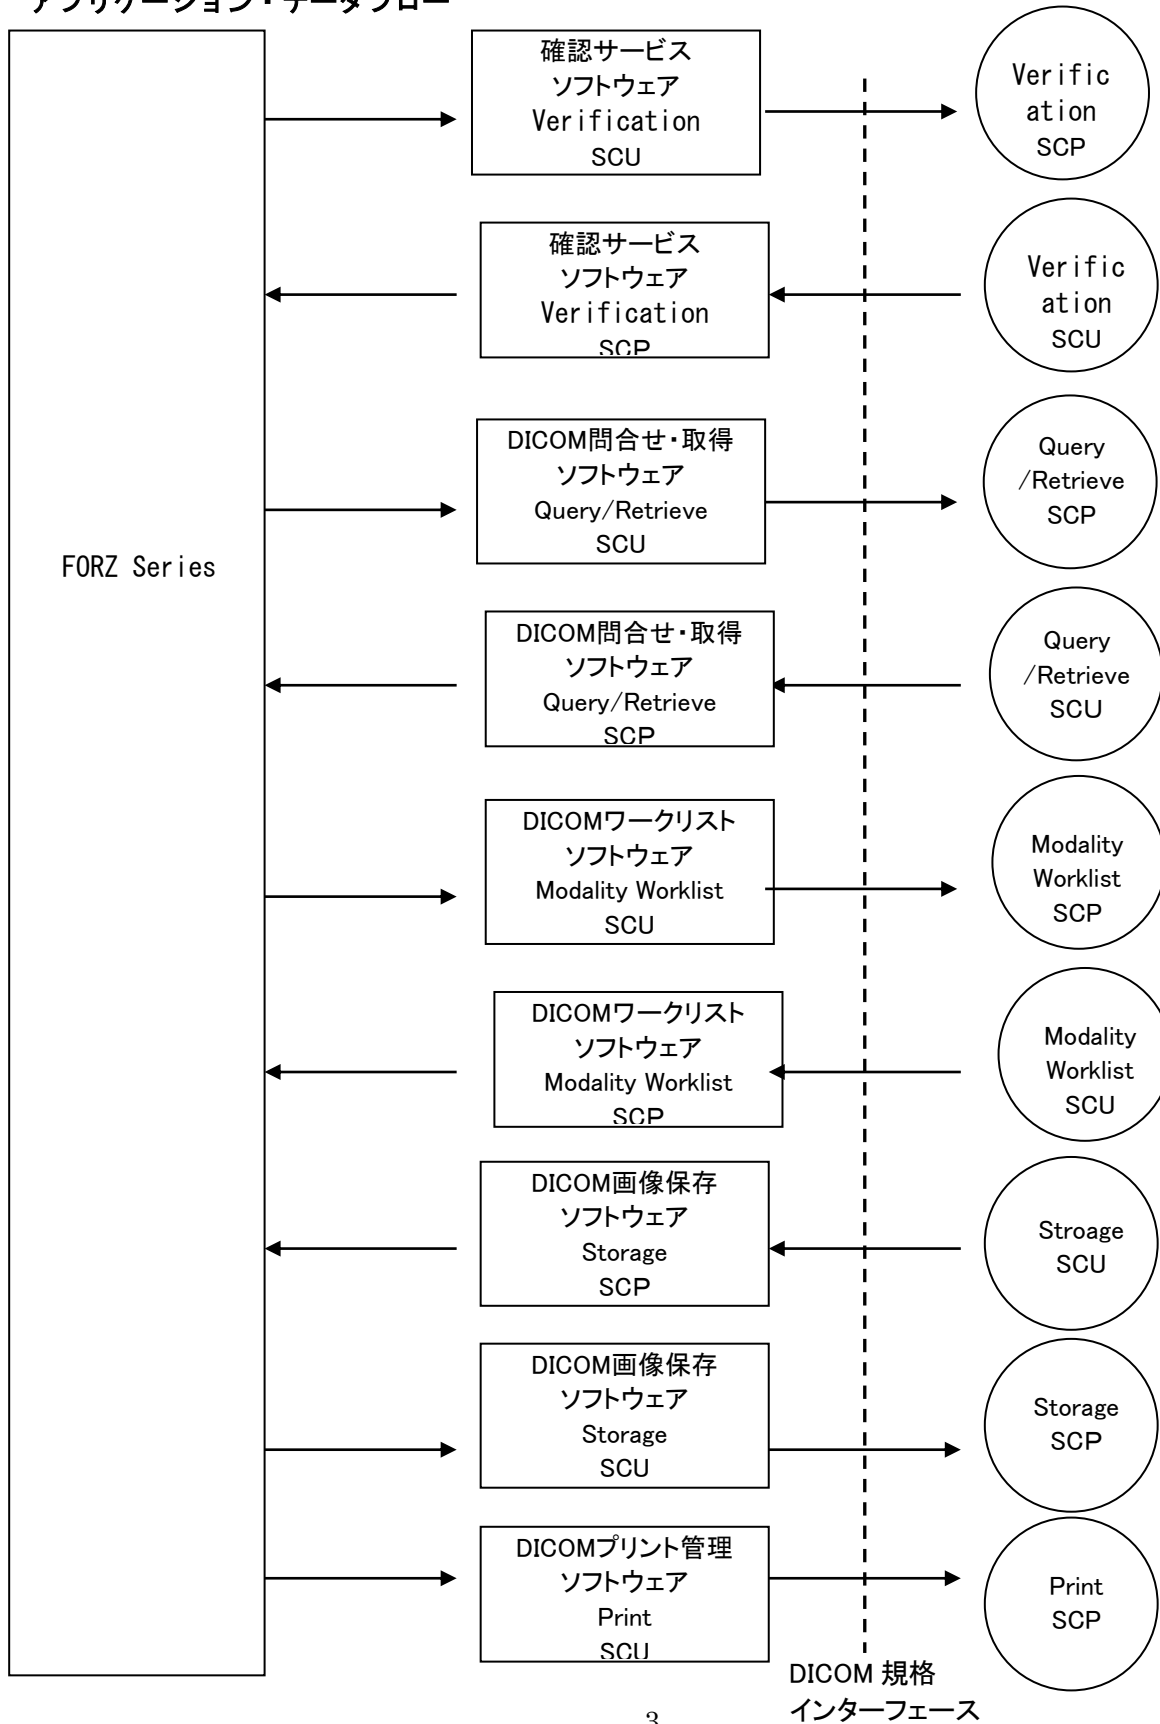 アプリケーション・データフロー
確認サービス
ソフトウェア
Verification
SCU
Verific
ation
SCP
確認サービス
ソフトウェア
Verification
SCP
Verific
ation
SCU
DICOM問合せ・取得
ソフトウェア
Query/Retrieve
SCU
Query
/Retrieve
SCP
FORZ Series
DICOM問合せ・取得
ソフトウェア
Query/Retrieve
SCP
Query
/Retrieve
SCU
DICOMワークリスト
ソフトウェア
Modality Worklist
SCU
Modality
Worklist
SCP
DICOMワークリスト
ソフトウェア
Modality Worklist
SCP
Modality
Worklist
SCU
DICOM画像保存
ソフトウェア
Storage
SCP
Stroage
SCU
DICOM画像保存
ソフトウェア
Storage
SCU
Storage
SCP
DICOMプリント管理
ソフトウェア
Print
SCU
Print
SCP
DICOM 規格
インターフェース
3